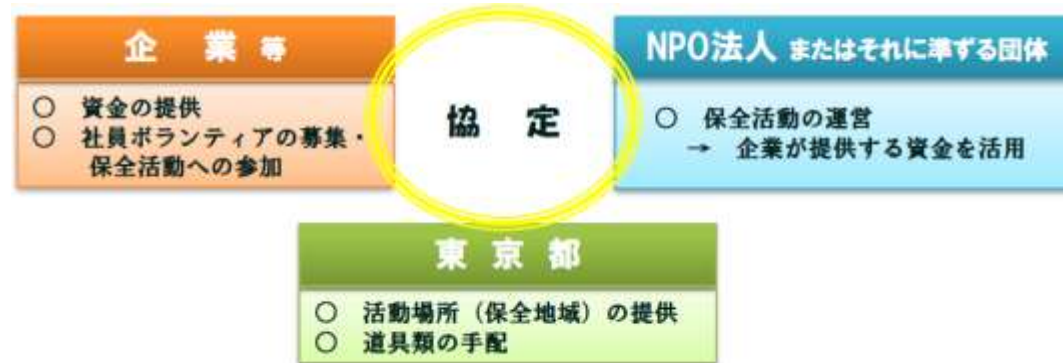 企 業 等
○ 資金の提供
○ 社員ボランティアの募集・
保全活動への参加
協 定
NPO法人 またはそれに準ずる団体
○ 保全活動の運営
→ 企業が提供する資金を活用
東 京 都
○ 活動場所（保全地域）の提供
○ 道具類の手配